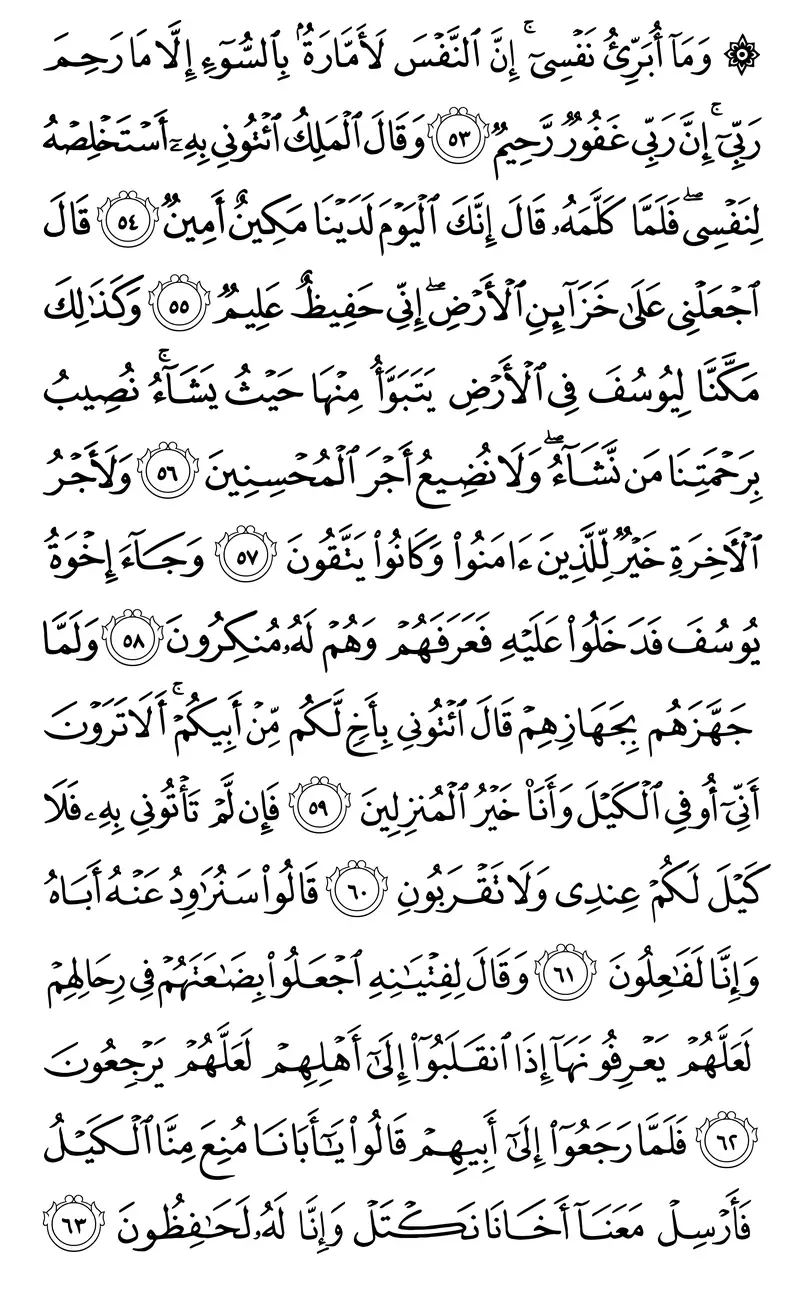 ۞ وَمَآ أُبَرِّئُ نَفۡسِيٓۚ إِنَّ ٱلنَّفۡسَ لَأَمَّارَةُۢ بِٱلسُّوٓءِ إِلَّا مَا رَحِمَ
رَبِّيٓۚ إِنَّ رَبِّي غَفُورٞ رَّحِيمٞ ٥٣ وَقَالَ ٱلۡمَلِكُ ٱئۡتُونِي بِهِۦٓ أَسۡتَخۡلِصۡهُ
لِنَفۡسِيۖ فَلَمَّا كَلَّمَهُۥ قَالَ إِنَّكَ ٱلۡيَوۡمَ لَدَيۡنَا مَكِينٌ أَمِينٞ ٥٤ قَالَ
ٱجۡعَلۡنِي عَلَىٰ خَزَآئِنِ ٱلۡأَرۡضِۖ إِنِّي حَفِيظٌ عَلِيمٞ ٥٥ وَكَذَٰلِكَ
مَكَّنَّا لِيُوسُفَ فِي ٱلۡأَرۡضِ يَتَبَوَّأُ مِنۡهَا حَيۡثُ يَشَآءُۚ نُصِيبُ
بِرَحۡمَتِنَا مَن نَّشَآءُۖ وَلَا نُضِيعُ أَجۡرَ ٱلۡمُحۡسِنِينَ ٥٦ وَلَأَجۡرُ
ٱلۡأٓخِرَةِ خَيۡرٞ لِّلَّذِينَ ءَامَنُواْ وَكَانُواْ يَتَّقُونَ ٥٧ وَجَآءَ إِخۡوَةُ
يُوسُفَ فَدَخَلُواْ عَلَيۡهِ فَعَرَفَهُمۡ وَهُمۡ لَهُۥ مُنكِرُونَ ٥٨ وَلَمَّا
جَهَّزَهُم بِجَهَازِهِمۡ قَالَ ٱئۡتُونِي بِأَخٖ لَّكُم مِّنۡ أَبِيكُمۡۚ أَلَا تَرَوۡنَ
أَنِّيٓ أُوفِي ٱلۡكَيۡلَ وَأَنَا۠ خَيۡرُ ٱلۡمُنزِلِينَ ٥٩ فَإِن لَّمۡ تَأۡتُونِي بِهِۦ فَلَا
كَيۡلَ لَكُمۡ عِندِي وَلَا تَقۡرَبُونِ ٦٠ قَالُواْ سَنُرَٰوِدُ عَنۡهُ أَبَاهُ
وَإِنَّا لَفَٰعِلُونَ ٦١ وَقَالَ لِفِتۡيَٰنِهِ ٱجۡعَلُواْ بِضَٰعَتَهُمۡ فِي رِحَالِهِمۡ
لَعَلَّهُمۡ يَعۡرِفُونَهَآ إِذَا ٱنقَلَبُوٓاْ إِلَىٰٓ أَهۡلِهِمۡ لَعَلَّهُمۡ يَرۡجِعُونَ
٦٢ فَلَمَّا رَجَعُوٓاْ إِلَىٰٓ أَبِيهِمۡ قَالُواْ يَٰٓأَبَانَا مُنِعَ مِنَّا ٱلۡكَيۡلُ
فَأَرۡسِلۡ مَعَنَآ أَخَانَا نَكۡتَلۡ وَإِنَّا لَهُۥ لَحَٰفِظُونَ ٦٣